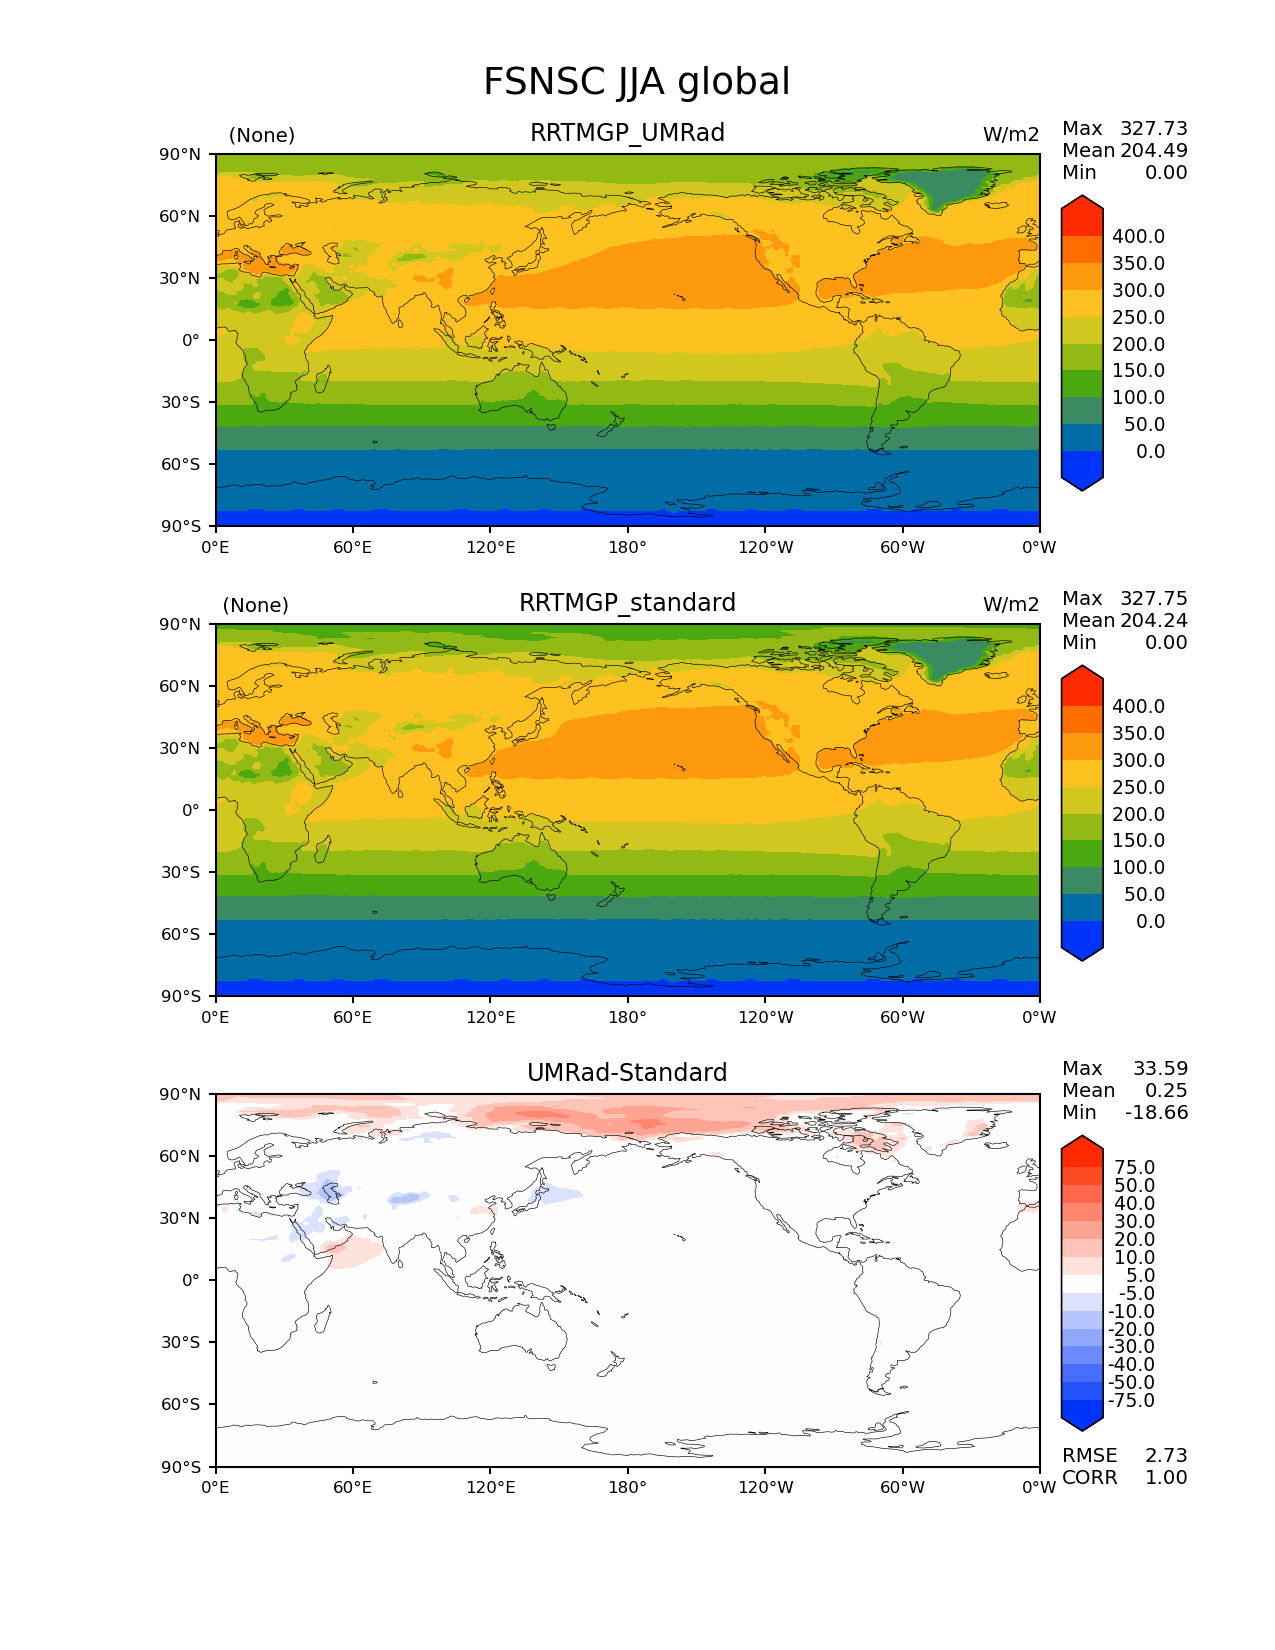 FSNSC JJA global
(None) RRTMGP_UMRad W/m2
Max 327.73
Mean 204.49
Min 0.00
90°N
60°N
30°N
0°
30°S
60°S
90°S
0°E 60°E 120°E 180° 120°W 60°W 0°W
400.0
350.0
300.0
250.0
200.0
150.0
100.0
50.0
0.0
(None) RRTMGP_standard W/m2
Max 327.75
Mean 204.24
Min 0.00
90°N
60°N
30°N
0°
30°S
60°S
90°S
0°E 60°E 120°E 180° 120°W 60°W 0°W
400.0
350.0
300.0
250.0
200.0
150.0
100.0
50.0
0.0
UMRad-Standard
Max 33.59
Mean 0.25
Min -18.66
90°N
60°N
30°N
0°
30°S
60°S
90°S
0°E 60°E 120°E 180° 120°W 60°W 0°W
75.0
50.0
40.0
30.0
20.0
10.0
5.0
-5.0
-10.0
-20.0
-30.0
-40.0
-50.0
-75.0
RMSE 2.73
CORR 1.00